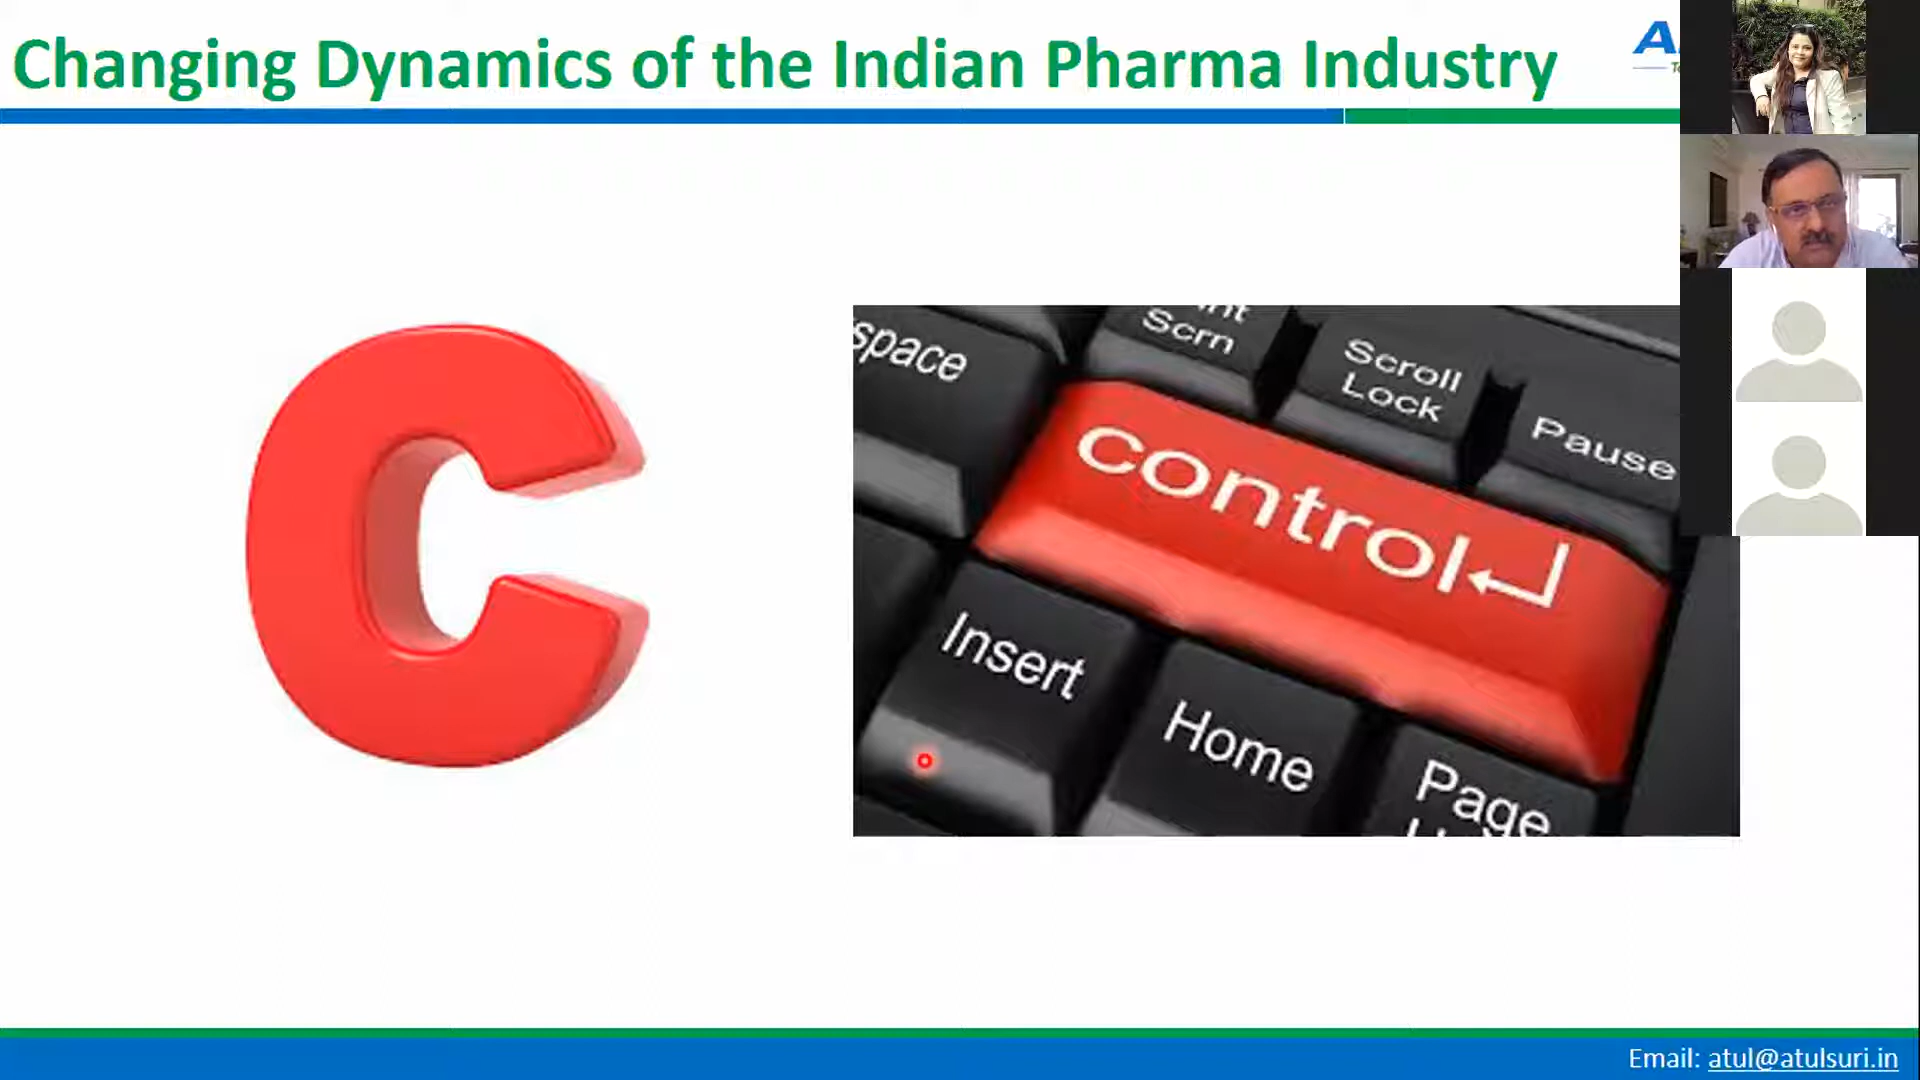 Changing Dynamics of the Indian Pharma Industry
C
space
Scrn
Scroll
Lock
Pause
control
Insert
Home
Page
Email: atul@atulsuri.in